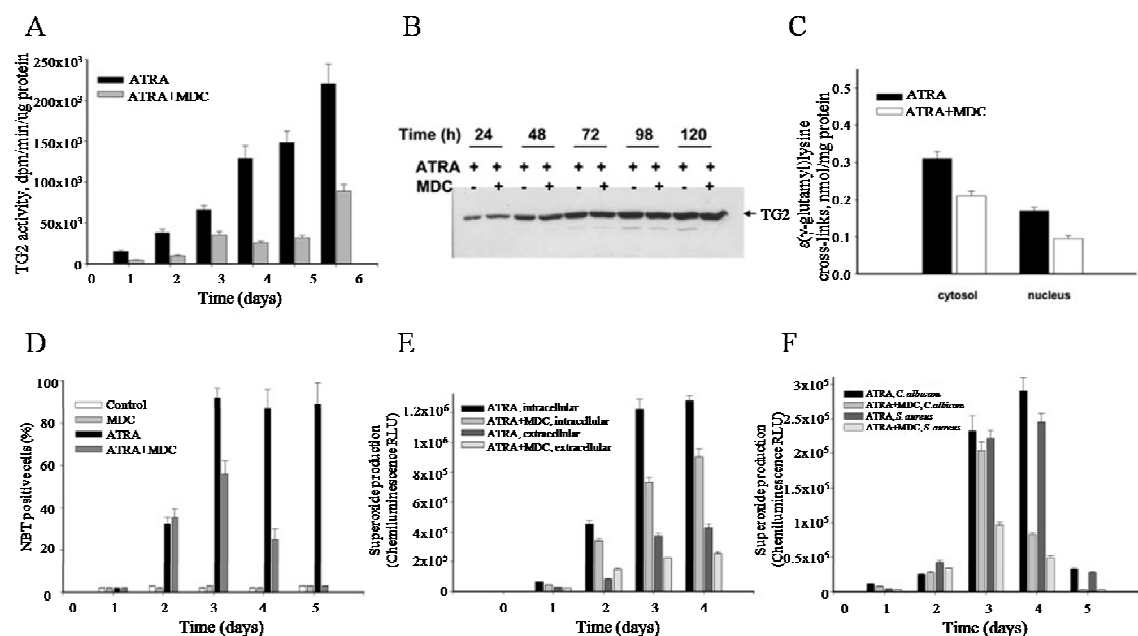 A
TG2 activity, dpm/min/ug protein
250x10³
200x10³
150x10³
100x10³
50x10³
0
ATRA
ATRA+MDC
0 1 2 3 4 5 6
Time (days)
B
Time (h) 24 48 72 98 120
ATRA + + + + + + + + + +
MDC - + - + - + - + - +
TG2
C
ε(γ-glutamyl)lysine
cross-links, nmol/mg protein
0.5
0.4
0.3
0.2
0.1
0.0
ATRA
ATRA+MDC
cytosol nucleus
D
NBT positive cells (%)
100
80
60
40
20
0
Control
MDC
ATRA
ATRA+MDC
0 1 2 3 4 5
Time (days)
E
Superoxide production
(Chemiluminescence RLU)
1.2x10⁶
1x10⁶
8x10⁵
6x10⁵
4x10⁵
2x10⁵
0
ATRA, intracellular
ATRA+MDC, intracellular
ATRA, extracellular
ATRA+MDC, extracellular
0 1 2 3 4
Time (days)
F
Superoxide production
(Chemiluminescence RLU)
3x10⁵
2.5x10⁵
2x10⁵
1.5x10⁵
1x10⁵
0.5x10⁵
0
ATRA, C.albicans
ATRA+MDC, C.albicans
ATRA, S.aureus
ATRA+MDC, S.aureus
0 1 2 3 4 5
Time (days)